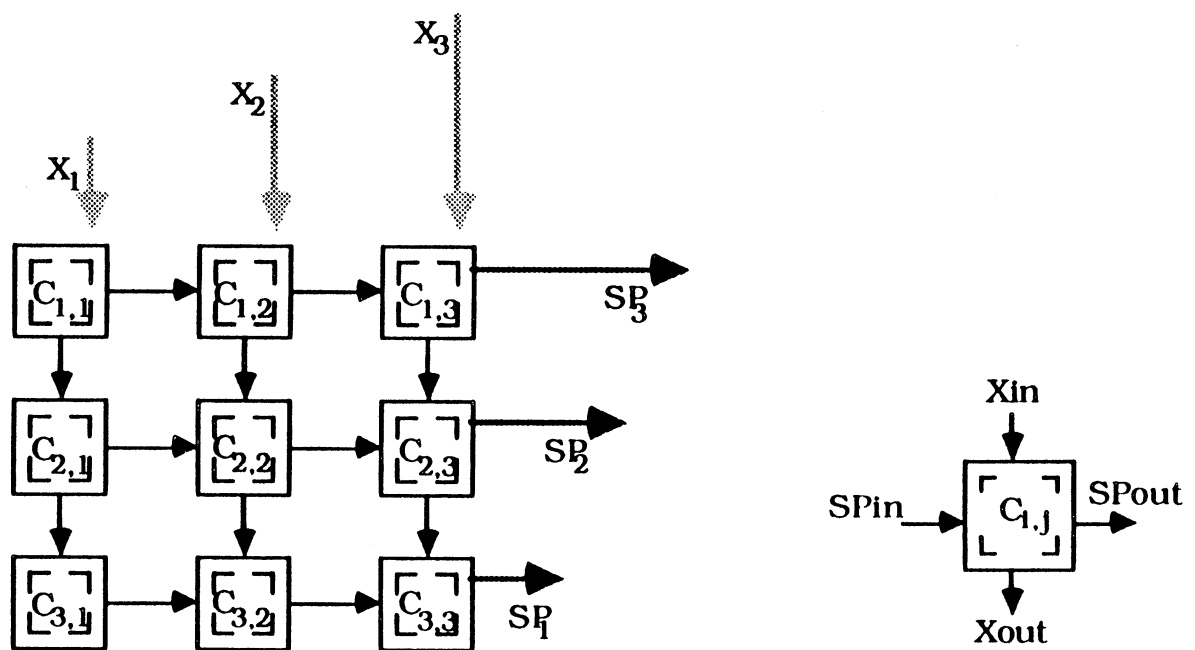 X3
X2
X1
C1,1
C1,2
C1,3
SP3
C2,1
C2,2
C2,3
SP2
C3,1
C3,2
C3,3
SP1
Xin
SPin
Ci,j
SPout
Xout